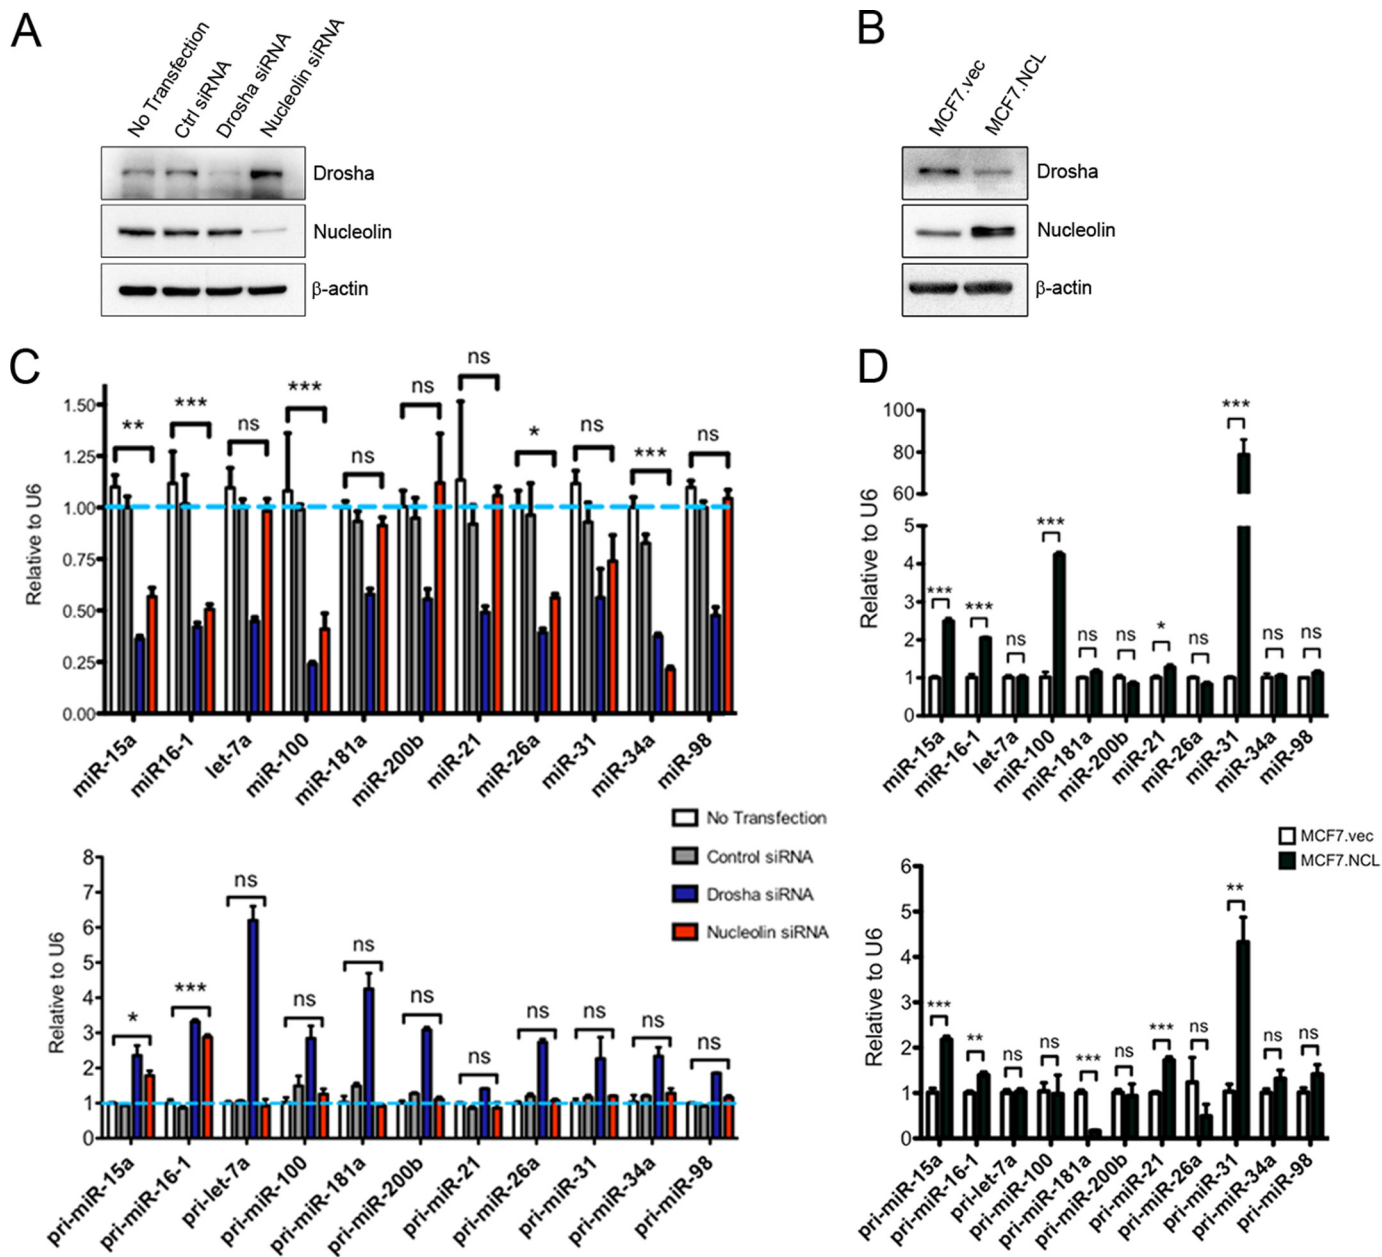 A
No Transfection
Ctrl siRNA
Drosha siRNA
Nucleolin siRNA
Drosha
Nucleolin
β-actin
B
MCF7.vec
MCF7.NCL
Drosha
Nucleolin
β-actin
C
Relative to U6
1.50
1.25
1.00
0.75
0.50
0.25
0.00
** *** ns *** ns ns ns * ns *** ns
miR-15a
miR16-1
let-7a
miR-100
miR-181a
miR-200b
miR-21
miR-26a
miR-31
miR-34a
miR-98
No Transfection
Control siRNA
Drosha siRNA
Nucleolin siRNA
Relative to U6
8
7
6
5
4
3
2
1
0
* *** ns ns ns ns ns ns ns ns ns
pri-miR-15a
pri-miR-16-1
pri-let-7a
pri-miR-100
pri-miR-181a
pri-miR-200b
pri-miR-21
pri-miR-26a
pri-miR-31
pri-miR-34a
pri-miR-98
D
Relative to U6
100
80
60
5
4
3
2
1
0
*** *** ns *** ns ns * ns *** ns ns
miR-15a
miR-16-1
let-7a
miR-100
miR-181a
miR-200b
miR-21
miR-26a
miR-31
miR-34a
miR-98
MCF7.vec
MCF7.NCL
Relative to U6
6
5
4
3
2
1
0
*** ** ns ns *** ns *** ns ** ns ns
pri-miR-15a
pri-miR-16-1
pri-let-7a
pri-miR-100
pri-miR-181a
pri-miR-200b
pri-miR-21
pri-miR-26a
pri-miR-31
pri-miR-34a
pri-miR-98